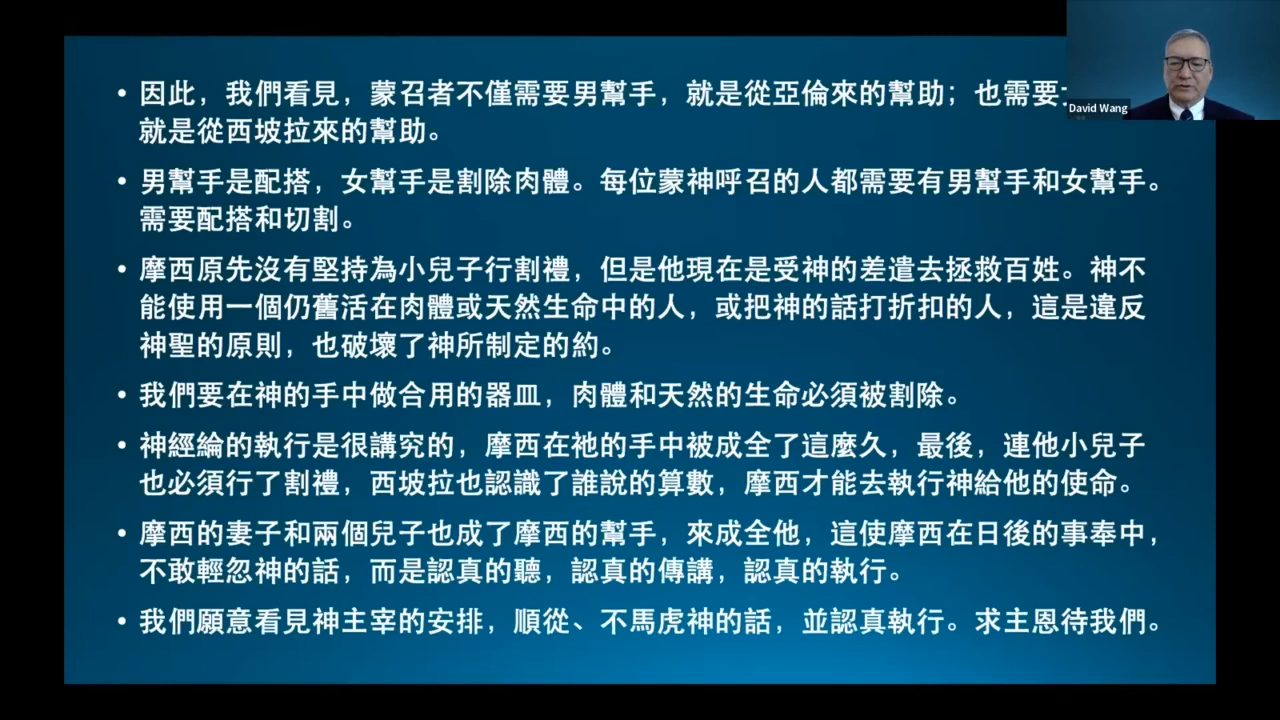 • 因此，我們看見，蒙召者不僅需要男幫手，就是從亞倫來的幫助；也需要
David Wang
就是從西坡拉來的幫助。
• 男幫手是配搭，女幫手是割除肉體。每位蒙神呼召的人都需要有男幫手和女幫手。
需要配搭和切割。
• 摩西原先沒有堅持為小兒子行割禮，但是他現在是受神的差遣去拯救百姓。神不
能使用一個仍舊活在肉體或天然生命中的人，或把神的話打折扣的人，這是違反
神聖的原則，也破壞了神所制定的約。
• 我們要在神的手中做合用的器皿，肉體和天然的生命必須被割除。
• 神經綸的執行是很講究的，摩西在祂的手中被成全了這麼久，最後，連他小兒子
也必須行了割禮，西坡拉也認識了誰說的算數，摩西才能去執行神給他的使命。
• 摩西的妻子和兩個兒子也成了摩西的幫手，來成全他，這使摩西在日後的事奉中，
不敢輕忽神的話，而是認真的聽，認真的傳講，認真的執行。
• 我們願意看見神主宰的安排，順從、不馬虎神的話，並認真執行。求主恩待我們。